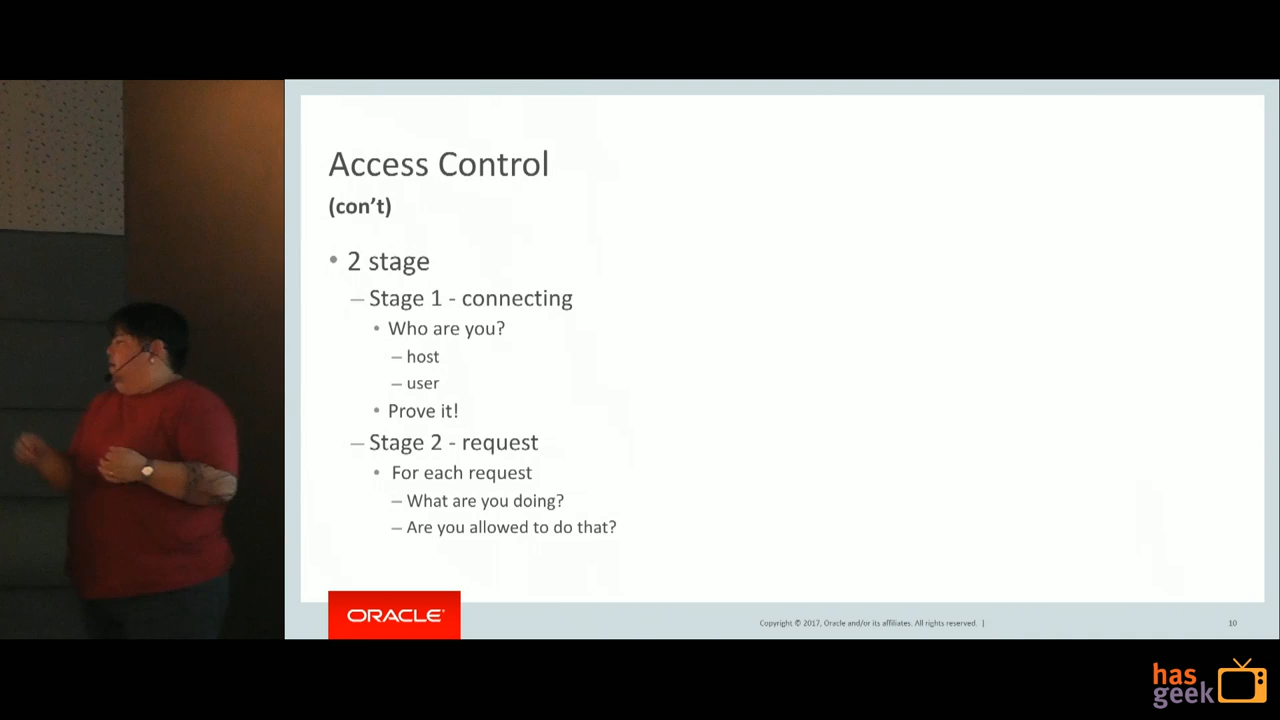 Access Control
(con't)
• 2 stage
– Stage 1 - connecting
• Who are you?
– host
– user
• Prove it!
– Stage 2 - request
• For each request
– What are you doing?
– Are you allowed to do that?
ORACLE
Copyright © 2017, Oracle and/or its affiliates. All rights reserved. |
10
has
geek